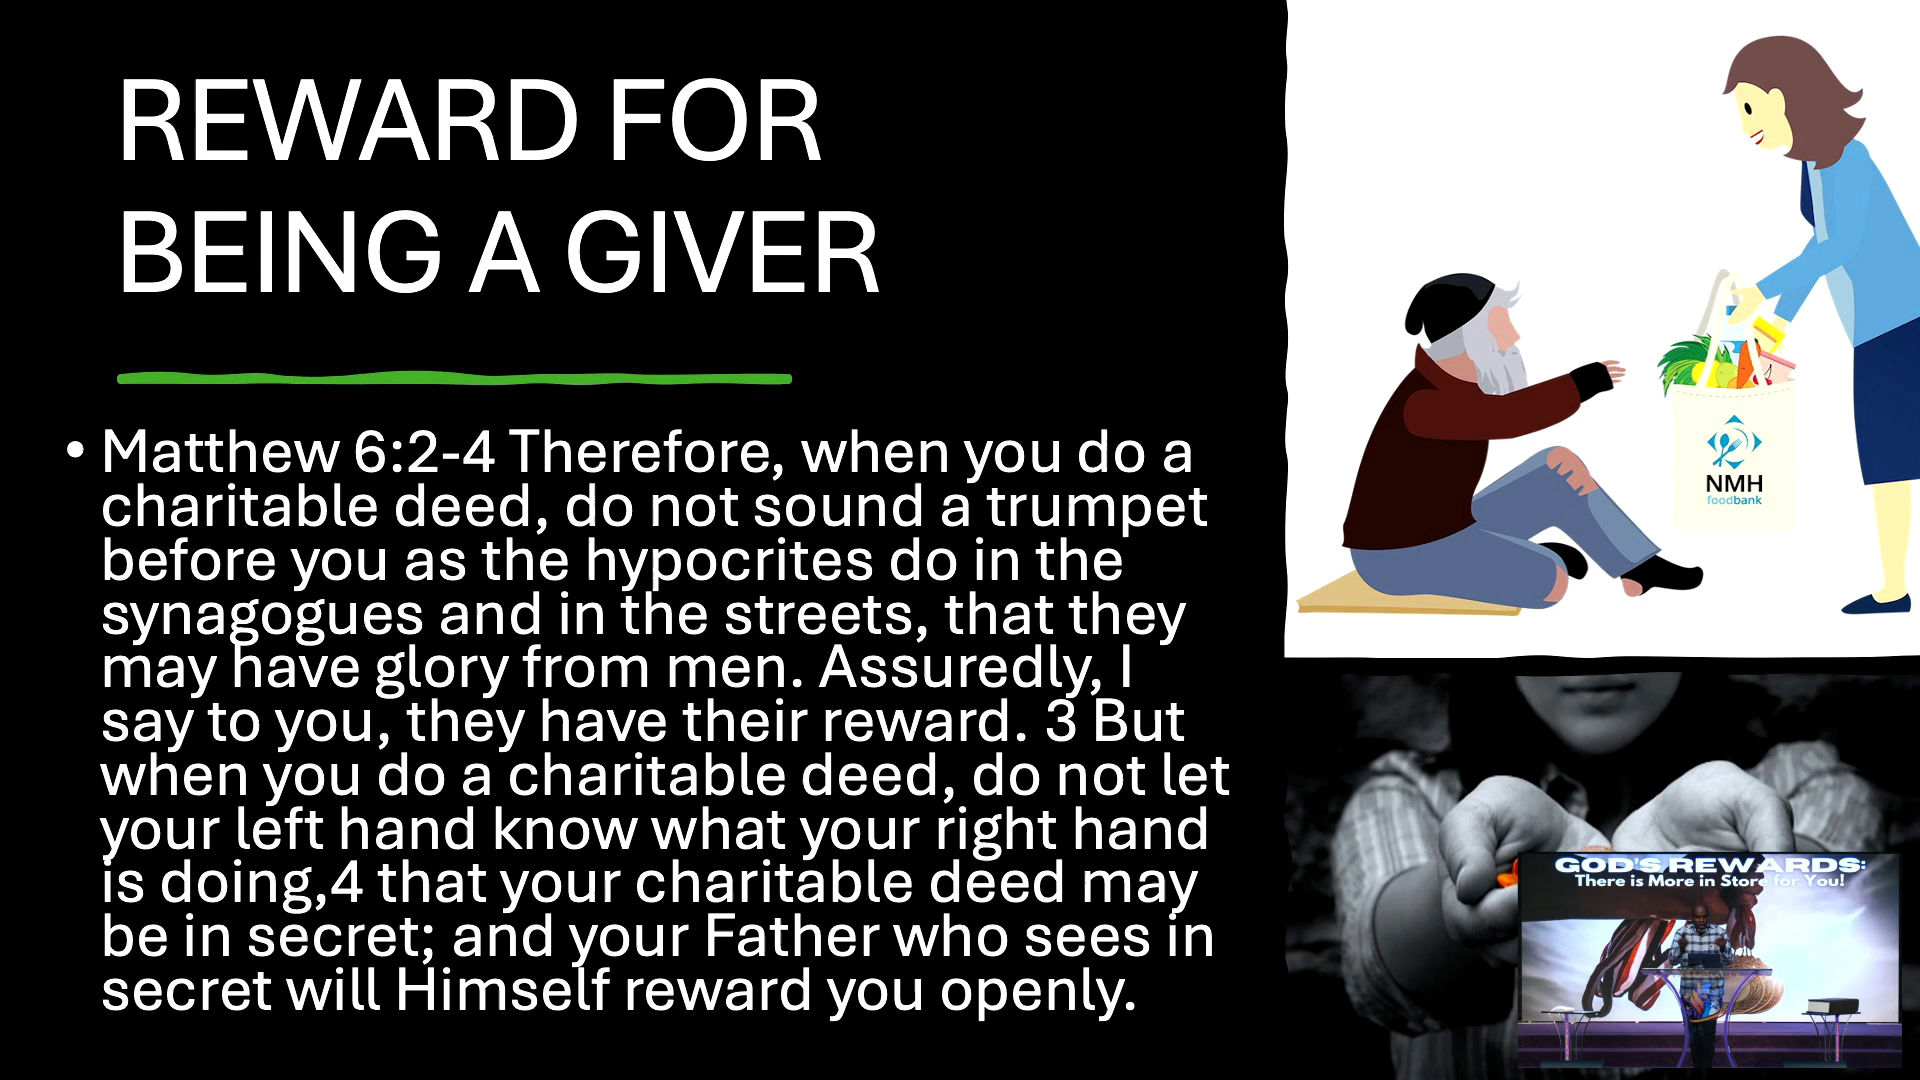 REWARD FOR
BEING A GIVER
• Matthew 6:2-4 Therefore, when you do a
charitable deed, do not sound a trumpet
before you as the hypocrites do in the
synagogues and in the streets, that they
may have glory from men. Assuredly, I
say to you, they have their reward. 3 But
when you do a charitable deed, do not let
your left hand know what your right hand
is doing,4 that your charitable deed may
be in secret; and your Father who sees in
secret will Himself reward you openly.
NMH
foodbank
GOD'S REWARDS:
There is More in Store for You!